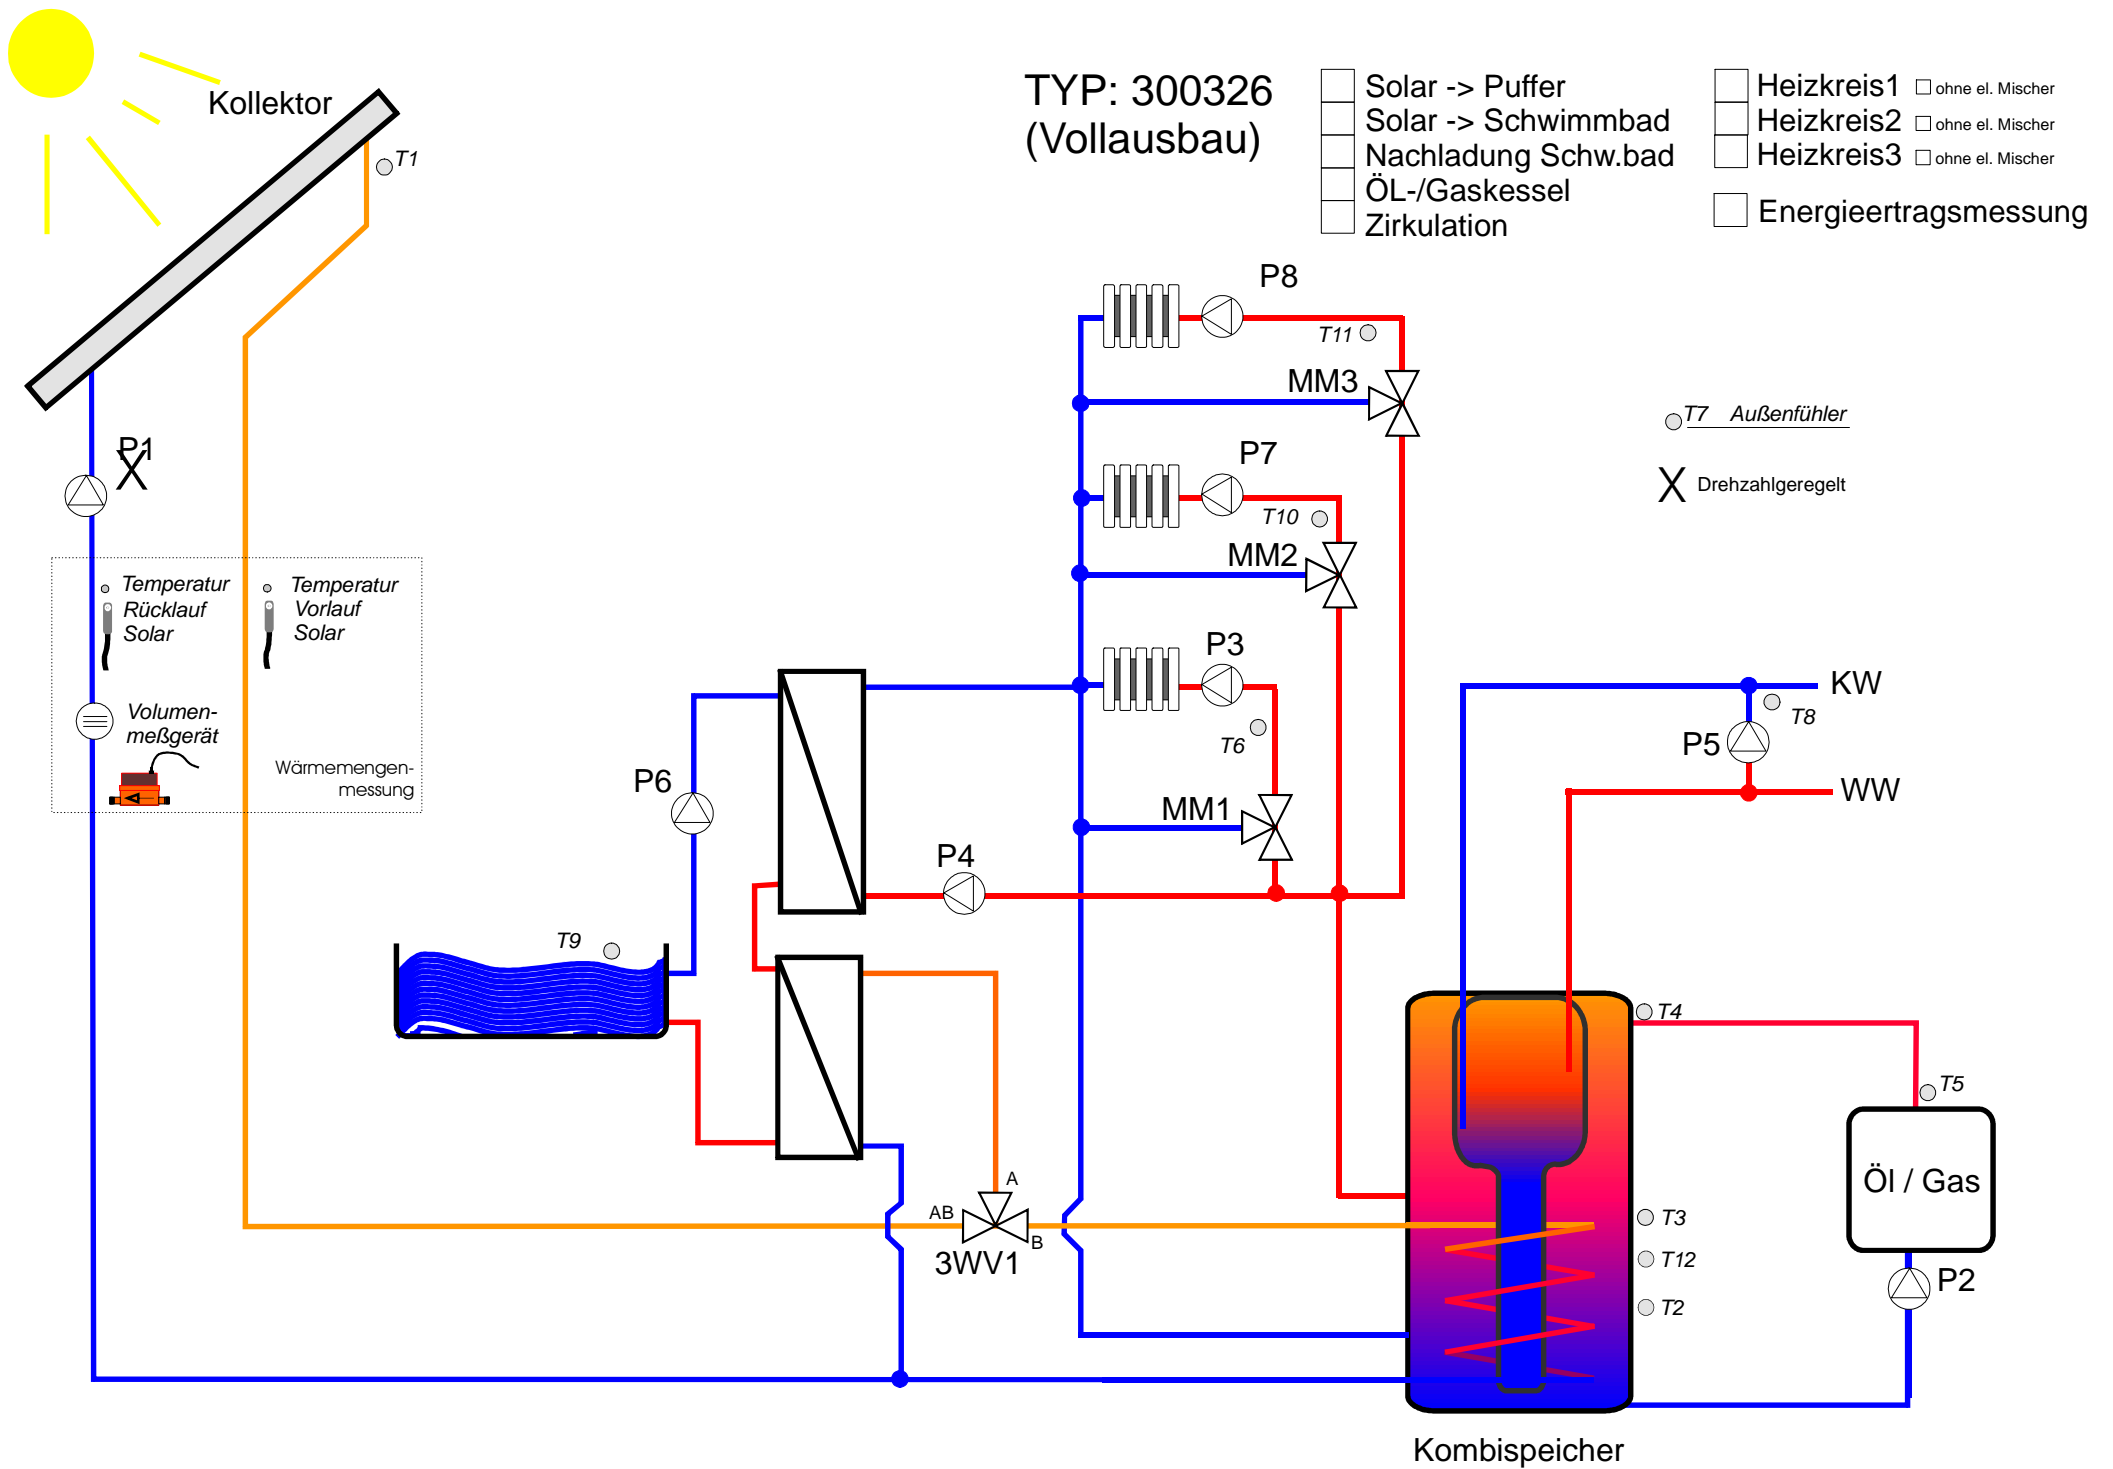 Kollektor
T1
TYP: 300326
(Vollausbau)
Solar -> Puffer
Solar -> Schwimmbad
Nachladung Schw.bad
ÖL-/Gaskessel
Zirkulation
Heizkreis1 ohne el. Mischer
Heizkreis2 ohne el. Mischer
Heizkreis3 ohne el. Mischer
Energieertragsmessung
P8
T11
MM3
T7 Außenfühler
X Drehzahlgeregelt
P1
X
P7
T10
MM2
Temperatur
Rücklauf
Solar
Temperatur
Vorlauf
Solar
Volumen-
meßgerät
Wärmemengen-
messung
P3
T6
MM1
P6
P4
KW
T8
P5
WW
T9
T4
T5
Öl / Gas
A
AB
B
3WV1
T3
T12
T2
P2
Kombispeicher